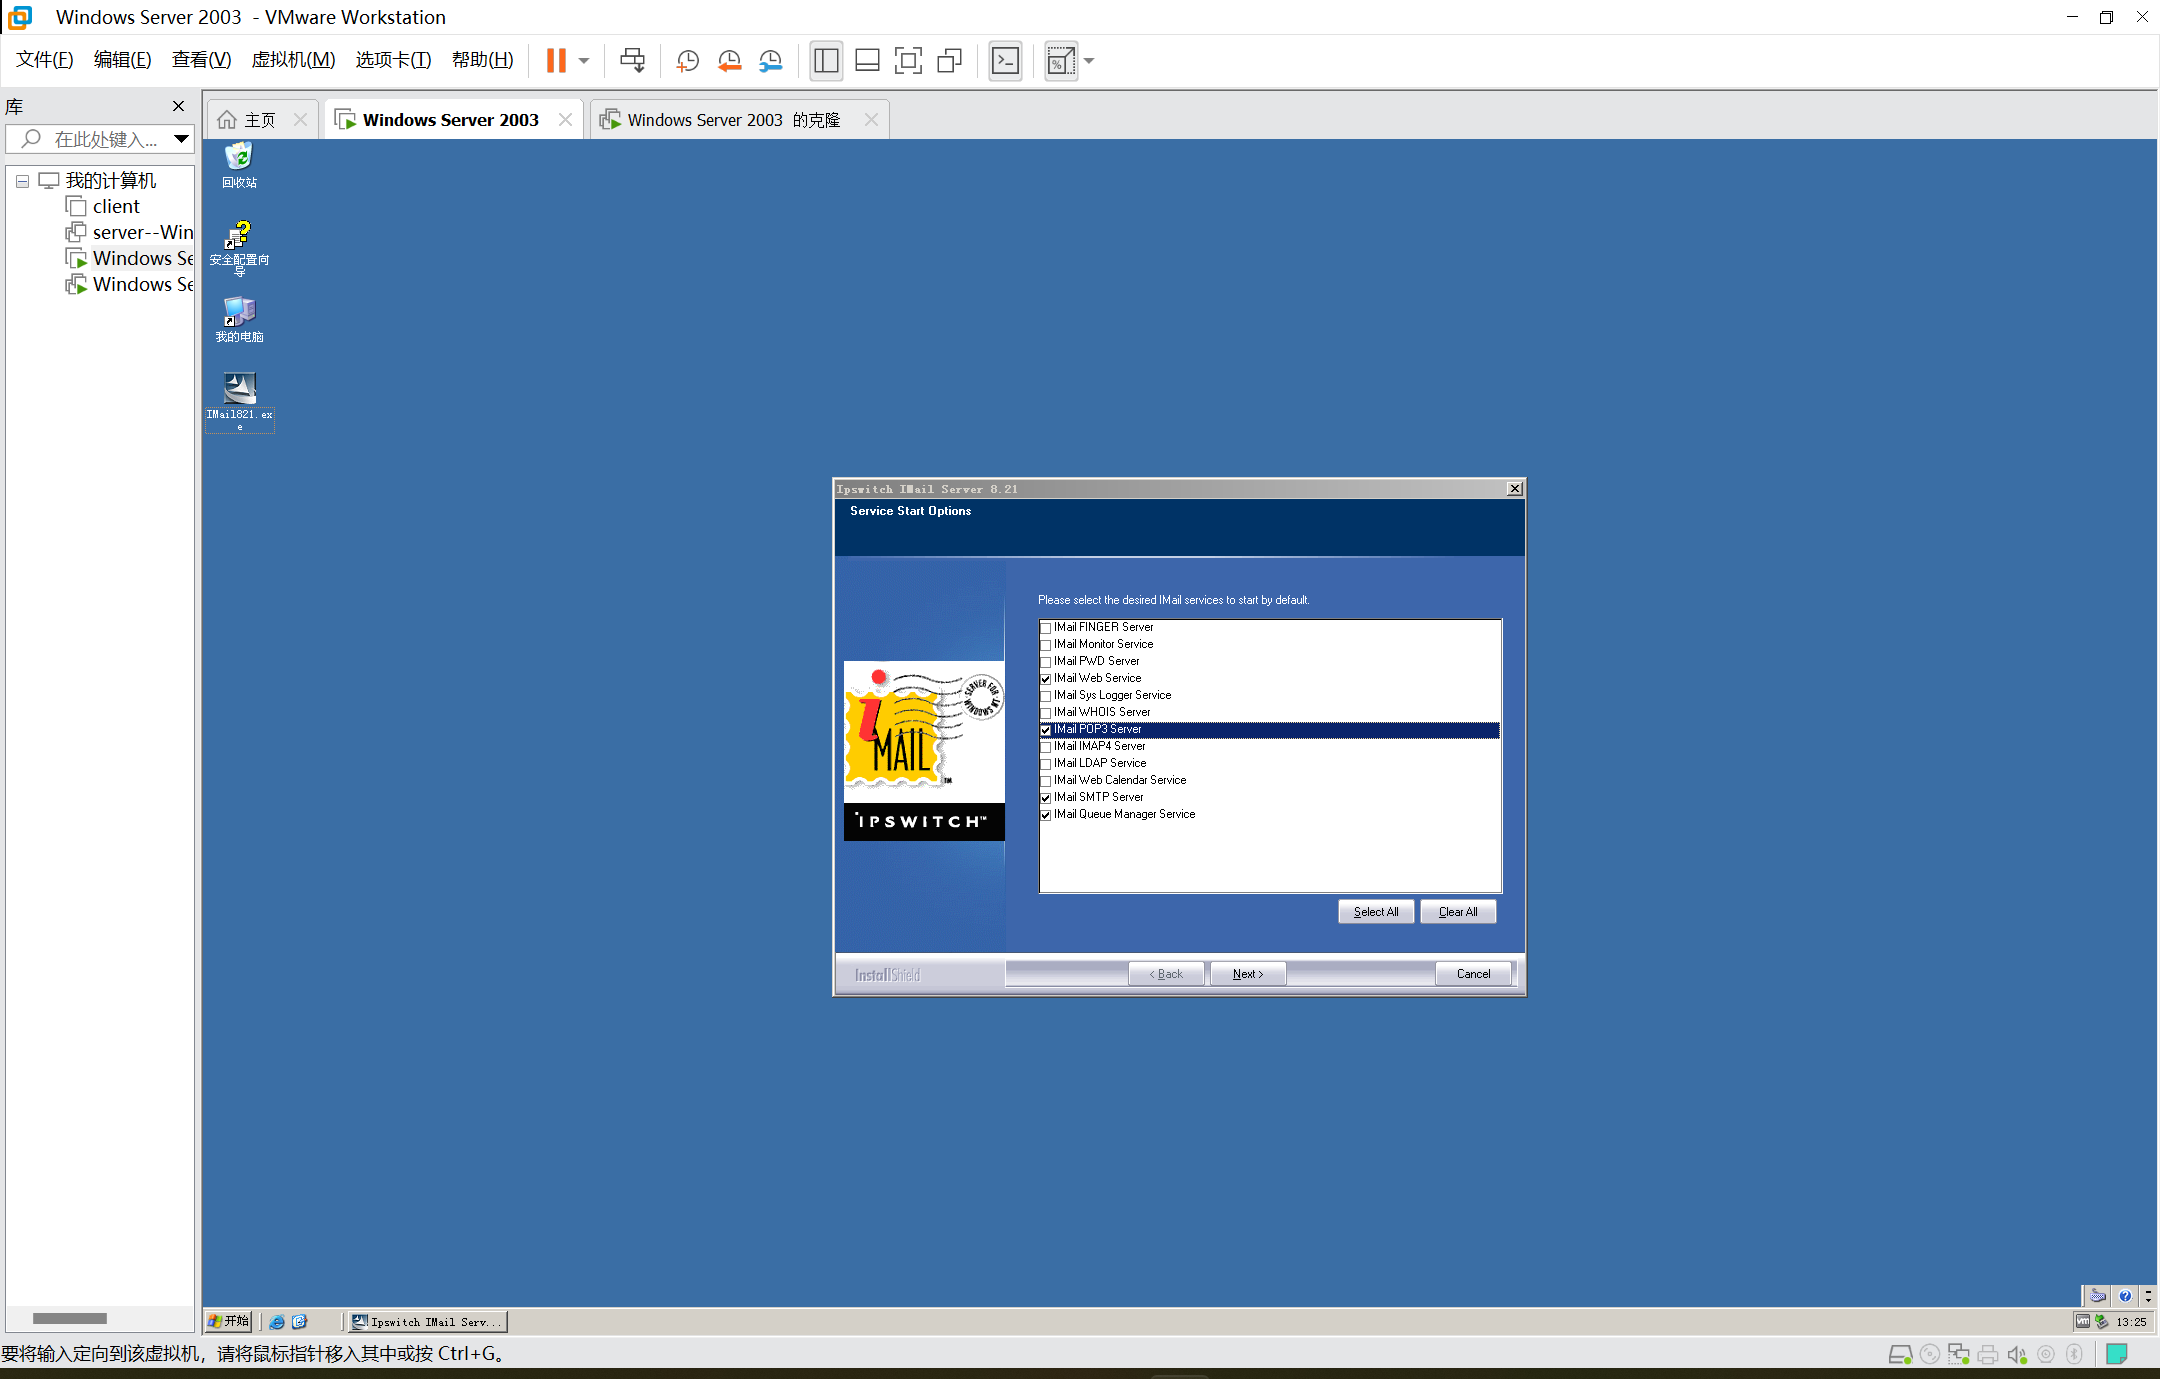 Windows Server 2003 - VMware Workstation
文件(F) 编辑(E) 查看(V) 虚拟机(M) 选项卡(T) 帮助(H)
库
主页
Windows Server 2003
Windows Server 2003 的克隆
在此处键入...
我的计算机
client
server--Win
Windows Se
Windows Se
回收站
安全配置向
导
我的电脑
IMail821.ex
e
Ipswitch IMail Server 8.21
Service Start Options
Please select the desired IMail services to start by default.
IMail FINGER Server
IMail Monitor Service
IMail PWD Server
IMail Web Service
IMail Sys Logger Service
IMail WHOIS Server
IMail POP3 Server
IMail IMAP4 Server
IMail LDAP Service
IMail Web Calendar Service
IMail SMTP Server
IMail Queue Manager Service
SERVER FOR WINDOWS NT
i MAIL™
IPSWITCH™
Select All Clear All
InstallShield
< Back Next > Cancel
开始
Ipswitch IMail Serv...
13:25
要将输入定向到该虚拟机，请将鼠标指针移入其中或按 Ctrl+G。